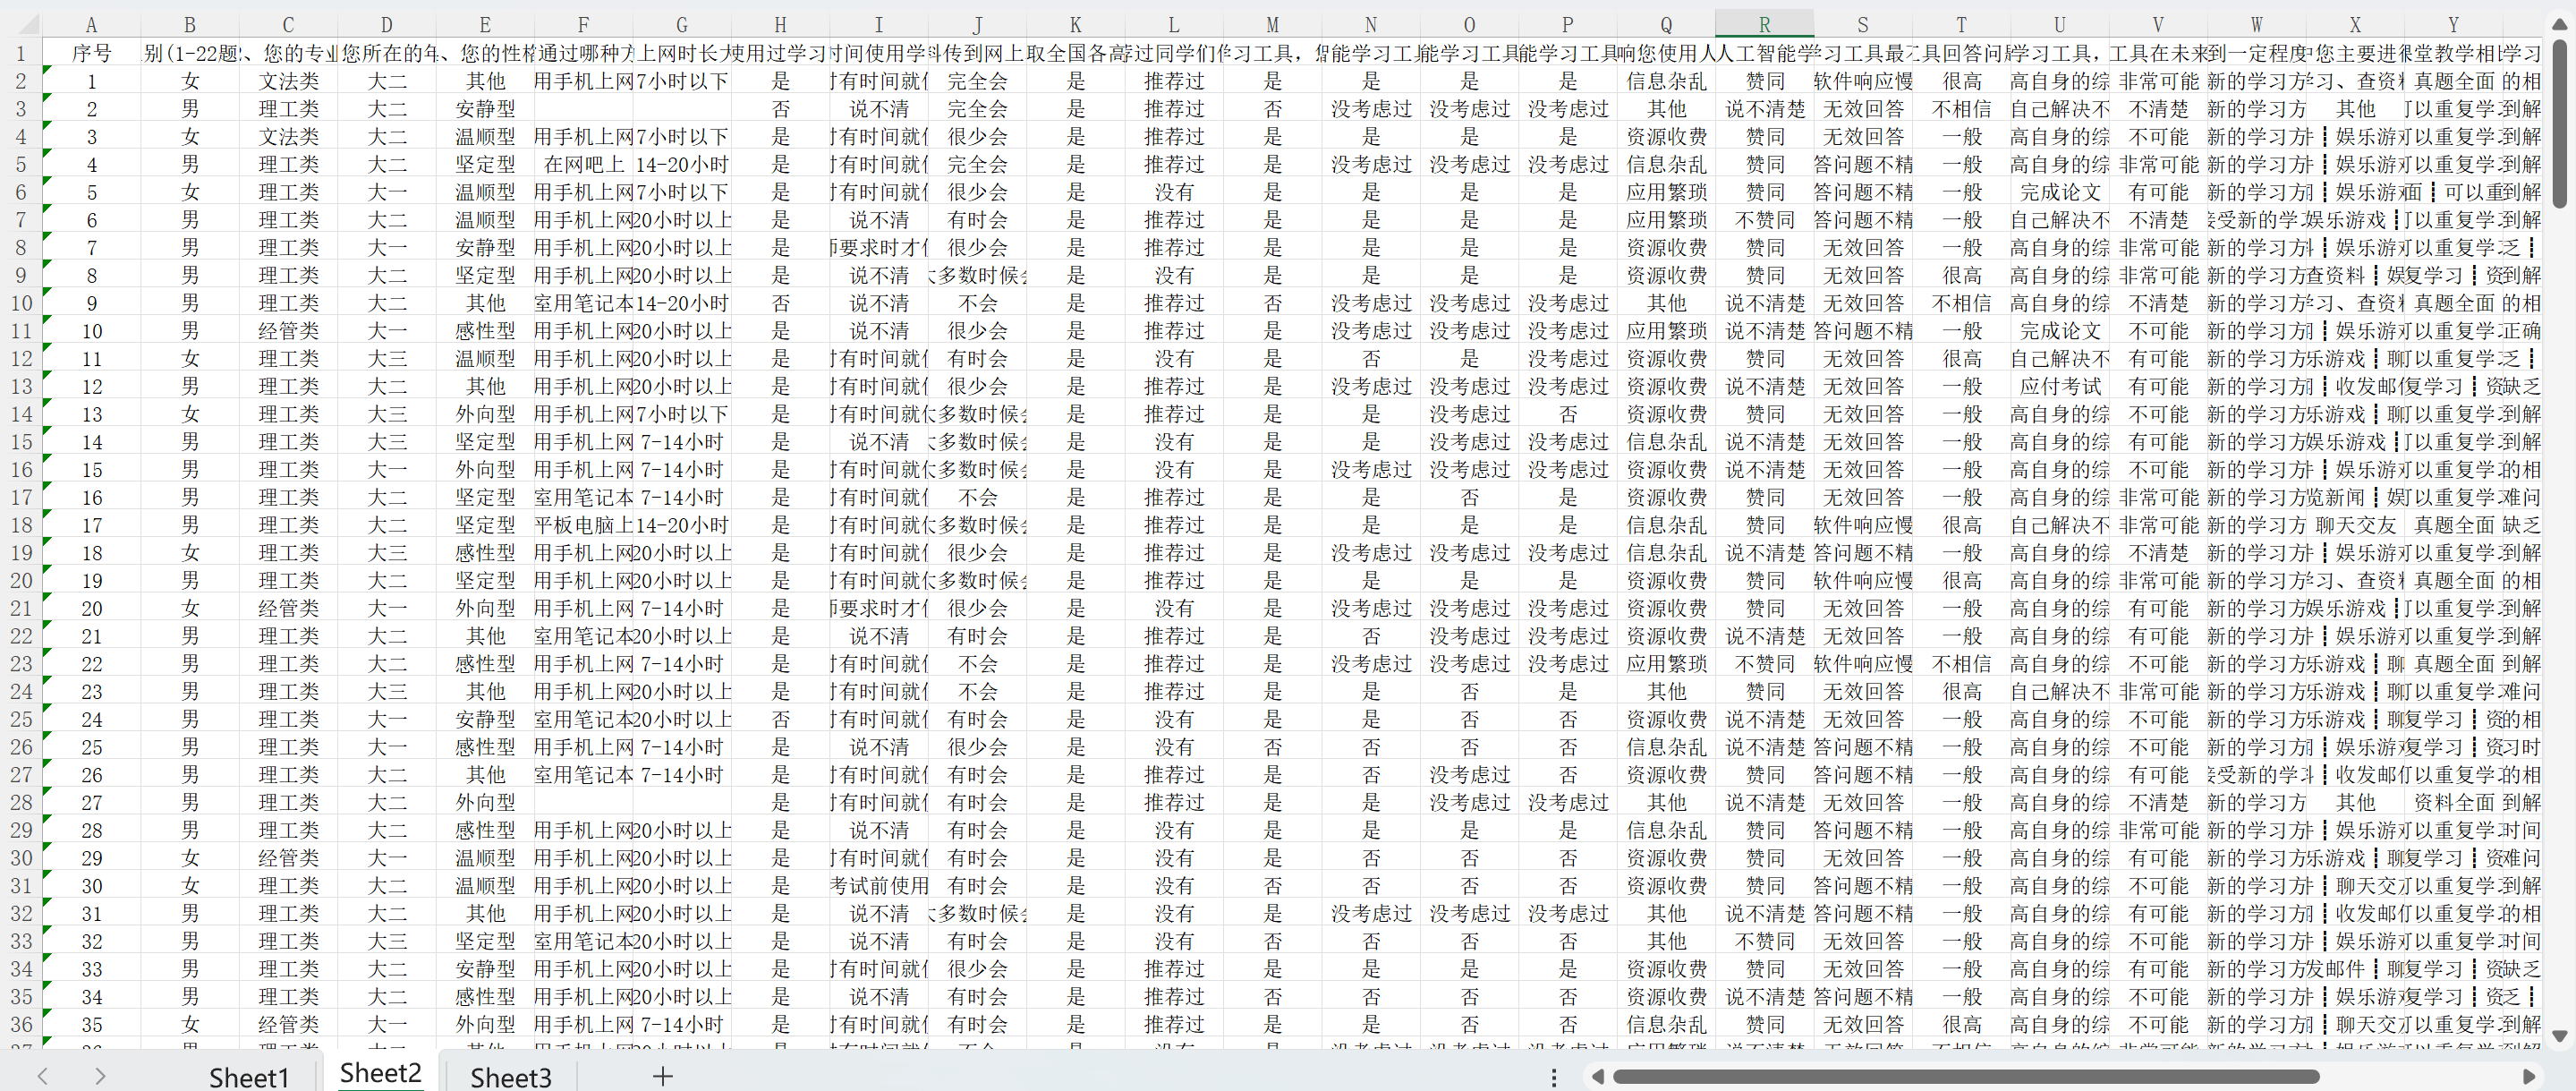 A B C D E F G H I J K L M N O P Q R S T U V W X Y
1 序号 别(1-22题 、您的专业 您所在的年 、您的性格 通过哪种方 上网时长大 使用过学习 时间使用学 料传到网上 取全国各高 荐过同学们 学习工具， 智能学习工具 能学习工具 能学习工具 响您使用人 人工智能学 学习工具最不 工具回答问题 学习工具， 工具在未来 到一定程度 您主要进行 堂教学相比 学习
2 1 女 文法类 大二 其他 用手机上网 7小时以下 是 时有时间就使 完全会 是 推荐过 是 是 是 是 信息杂乱 赞同 软件响应慢 很高 高自身的综 非常可能 新的学习方 学习、查资料 真题全面 的相
3 2 男 理工类 大二 安静型 否 说不清 完全会 是 推荐过 否 没考虑过 没考虑过 没考虑过 其他 说不清楚 无效回答 不相信 自己解决不 不清楚 新的学习方 其他 可以重复学习 到解
4 3 女 文法类 大二 温顺型 用手机上网 7小时以下 是 时有时间就使 很少会 是 推荐过 是 是 是 是 资源收费 赞同 无效回答 一般 高自身的综 不可能 新的学习方 ┋ 娱乐游戏 可以重复学习 到解
5 4 男 理工类 大二 坚定型 在网吧上 14-20小时 是 时有时间就使 完全会 是 推荐过 是 没考虑过 没考虑过 没考虑过 信息杂乱 赞同 答问题不精 一般 高自身的综 非常可能 新的学习方 ┋ 娱乐游戏 可以重复学习 到解
6 5 女 理工类 大一 温顺型 用手机上网 7小时以下 是 时有时间就使 很少会 是 没有 是 是 是 是 应用繁琐 赞同 答问题不精 一般 完成论文 有可能 新的学习方 ┋ 娱乐游戏 面┋可以重 到解
7 6 男 理工类 大二 温顺型 用手机上网 20小时以上 是 说不清 有时会 是 推荐过 是 是 是 是 应用繁琐 不赞同 答问题不精 一般 自己解决不 不清楚 接受新的学习 娱乐游戏┋ 可以重复学习 到解
8 7 男 理工类 大一 安静型 用手机上网 20小时以上 是 师要求时才使 很少会 是 推荐过 是 是 是 是 资源收费 赞同 无效回答 一般 高自身的综 非常可能 新的学习方 ┋ 娱乐游戏 可以重复学习 乏┋
9 8 男 理工类 大二 坚定型 用手机上网 20小时以上 是 说不清 大多数时候会 是 没有 是 是 是 是 资源收费 赞同 无效回答 很高 高自身的综 非常可能 新的学习方 查资料┋娱 复学习┋资 到解
10 9 男 理工类 大二 其他 室用笔记本 14-20小时 否 说不清 不会 是 推荐过 否 没考虑过 没考虑过 没考虑过 其他 说不清楚 无效回答 不相信 高自身的综 不清楚 新的学习方 学习、查资料 真题全面 的相
11 10 男 经管类 大一 感性型 用手机上网 20小时以上 是 说不清 很少会 是 推荐过 是 没考虑过 没考虑过 没考虑过 应用繁琐 说不清楚 答问题不精 一般 完成论文 不可能 新的学习方 ┋ 娱乐游戏 可以重复学习 正确
12 11 女 理工类 大三 温顺型 用手机上网 20小时以上 是 时有时间就使 有时会 是 没有 是 否 是 没考虑过 资源收费 赞同 无效回答 很高 自己解决不 有可能 新的学习方 乐游戏┋聊 可以重复学习 乏┋
13 12 男 理工类 大二 其他 用手机上网 20小时以上 是 时有时间就使 很少会 是 推荐过 是 没考虑过 没考虑过 没考虑过 资源收费 说不清楚 无效回答 一般 应付考试 有可能 新的学习方 ┋ 收发邮件 复学习┋资 缺乏
14 13 女 理工类 大三 外向型 用手机上网 7小时以下 是 时有时间就使 大多数时候会 是 推荐过 是 是 没考虑过 否 资源收费 赞同 无效回答 一般 高自身的综 不可能 新的学习方 乐游戏┋聊 可以重复学习 到解
15 14 男 理工类 大三 坚定型 用手机上网 7-14小时 是 说不清 大多数时候会 是 没有 是 是 没考虑过 没考虑过 信息杂乱 说不清楚 无效回答 一般 高自身的综 有可能 新的学习方 娱乐游戏┋ 可以重复学习 到解
16 15 男 理工类 大一 外向型 用手机上网 7-14小时 是 时有时间就使 大多数时候会 是 没有 是 没考虑过 没考虑过 没考虑过 资源收费 说不清楚 无效回答 一般 高自身的综 不可能 新的学习方 ┋ 娱乐游戏 可以重复学习 的相
17 16 男 理工类 大二 坚定型 室用笔记本 7-14小时 是 时有时间就使 不会 是 推荐过 是 是 否 是 资源收费 赞同 无效回答 一般 高自身的综 非常可能 新的学习方 览新闻┋娱 可以重复学习 难问
18 17 男 理工类 大二 坚定型 平板电脑上 14-20小时 是 时有时间就使 大多数时候会 是 推荐过 是 是 是 是 信息杂乱 赞同 软件响应慢 很高 自己解决不 非常可能 新的学习方 聊天交友 真题全面 缺乏
19 18 女 理工类 大三 感性型 用手机上网 20小时以上 是 时有时间就使 很少会 是 推荐过 是 没考虑过 没考虑过 没考虑过 信息杂乱 说不清楚 答问题不精 一般 高自身的综 不清楚 新的学习方 ┋ 娱乐游戏 可以重复学习 到解
20 19 男 理工类 大二 坚定型 用手机上网 20小时以上 是 时有时间就使 大多数时候会 是 推荐过 是 是 是 是 资源收费 赞同 软件响应慢 很高 高自身的综 非常可能 新的学习方 学习、查资料 真题全面 的相
21 20 女 经管类 大一 外向型 用手机上网 7-14小时 是 师要求时才使 很少会 是 没有 是 没考虑过 没考虑过 没考虑过 资源收费 赞同 无效回答 一般 高自身的综 有可能 新的学习方 娱乐游戏┋ 可以重复学习 到解
22 21 男 理工类 大二 其他 室用笔记本 20小时以上 是 说不清 有时会 是 推荐过 是 否 没考虑过 没考虑过 资源收费 说不清楚 无效回答 一般 高自身的综 有可能 新的学习方 ┋ 娱乐游戏 可以重复学习 到解
23 22 男 理工类 大二 感性型 用手机上网 7-14小时 是 时有时间就使 不会 是 推荐过 是 没考虑过 没考虑过 没考虑过 应用繁琐 不赞同 软件响应慢 不相信 高自身的综 不可能 新的学习方 乐游戏┋聊 真题全面 到解
24 23 男 理工类 大三 其他 用手机上网 20小时以上 是 时有时间就使 不会 是 推荐过 是 是 否 是 其他 赞同 无效回答 很高 自己解决不 非常可能 新的学习方 乐游戏┋聊 可以重复学习 难问
25 24 男 理工类 大一 安静型 室用笔记本 20小时以上 否 时有时间就使 有时会 是 没有 是 是 否 否 资源收费 说不清楚 无效回答 一般 高自身的综 不可能 新的学习方 乐游戏┋聊 复学习┋资 的相
26 25 男 理工类 大一 感性型 用手机上网 7-14小时 是 说不清 很少会 是 没有 否 否 否 否 信息杂乱 说不清楚 答问题不精 一般 高自身的综 不可能 新的学习方 ┋ 娱乐游戏 复学习┋资 习时
27 26 男 理工类 大二 其他 室用笔记本 7-14小时 是 时有时间就使 有时会 是 推荐过 是 否 没考虑过 否 资源收费 赞同 答问题不精 一般 高自身的综 有可能 接受新的学习 ┋ 收发邮件 可以重复学习 的相
28 27 男 理工类 大二 外向型 是 时有时间就使 有时会 是 推荐过 是 是 没考虑过 没考虑过 其他 说不清楚 无效回答 一般 高自身的综 不清楚 新的学习方 其他 资料全面 到解
29 28 男 理工类 大二 感性型 用手机上网 20小时以上 是 说不清 有时会 是 没有 是 是 是 是 信息杂乱 赞同 答问题不精 一般 高自身的综 非常可能 新的学习方 ┋ 娱乐游戏 可以重复学习 时间
30 29 女 经管类 大一 温顺型 用手机上网 20小时以上 是 时有时间就使 有时会 是 没有 是 否 否 否 资源收费 赞同 答问题不精 一般 高自身的综 有可能 新的学习方 乐游戏┋聊 复学习┋资 难问
31 30 女 理工类 大二 温顺型 用手机上网 20小时以上 是 考试前使用 有时会 是 没有 否 否 否 否 资源收费 赞同 答问题不精 一般 高自身的综 不可能 新的学习方 ┋ 聊天交友 可以重复学习 到解
32 31 男 理工类 大二 其他 用手机上网 20小时以上 是 说不清 大多数时候会 是 没有 是 没考虑过 没考虑过 没考虑过 其他 说不清楚 答问题不精 一般 高自身的综 有可能 新的学习方 ┋ 收发邮件 可以重复学习 的相
33 32 男 理工类 大三 坚定型 室用笔记本 20小时以上 是 说不清 有时会 是 没有 否 否 否 否 其他 不赞同 无效回答 一般 高自身的综 不可能 新的学习方 ┋ 娱乐游戏 可以重复学习 时间
34 33 男 理工类 大二 安静型 用手机上网 20小时以上 是 时有时间就使 很少会 是 推荐过 是 是 是 是 资源收费 赞同 无效回答 一般 高自身的综 有可能 新的学习方 发邮件┋聊 复学习┋资 缺乏
35 34 男 理工类 大二 感性型 用手机上网 20小时以上 是 说不清 有时会 是 推荐过 否 否 否 否 资源收费 说不清楚 答问题不精 一般 高自身的综 不可能 新的学习方 ┋ 娱乐游戏 复学习┋资 乏┋
36 35 女 经管类 大一 外向型 用手机上网 7-14小时 是 时有时间就使 有时会 是 推荐过 是 是 否 否 信息杂乱 赞同 无效回答 很高 高自身的综 不可能 新的学习方 ┋ 聊天交友 可以重复学习 到解
Sheet1 Sheet2 Sheet3 +